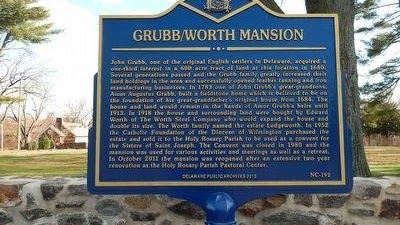 GRUBB/WORTH MANSION
John Grubb, one of the original English settlers in Delaware, acquired a
one-third interest in a 600 acre tract of land at this location in 1680.
Several generations passed and the Grubb family greatly increased their
land holdings in the area and successfully opened leather tanning and iron
manufacturing businesses. In 1783 one of John Grubb's great-grandsons,
Amor Augustus Grubb, built a fieldstone home which is believed to be on
the foundation of his great-grandfather's original house from 1684. The
house and land would remain in the hands of Amor Grubb's heirs until
1913. In 1918 the house and surrounding land were bought by Edward
Worth of The Worth Steel Company who would expand the house and
double its size. The Worth family named the estate Ledgeworth. In 1952
the Catholic Foundation of the Diocese of Wilmington purchased the
estate and sold it to the Holy Rosary Parish to be used as a convent for
the Sisters of Saint Joseph. The Convent was closed in 1980 and the
mansion was used for various activities and meetings as well as a retreat.
In October 2011 the mansion was reopened after an extensive two year
renovation as the Holy Rosary Parish Pastoral Center.
DELAWARE PUBLIC ARCHIVES 2012 NC-192